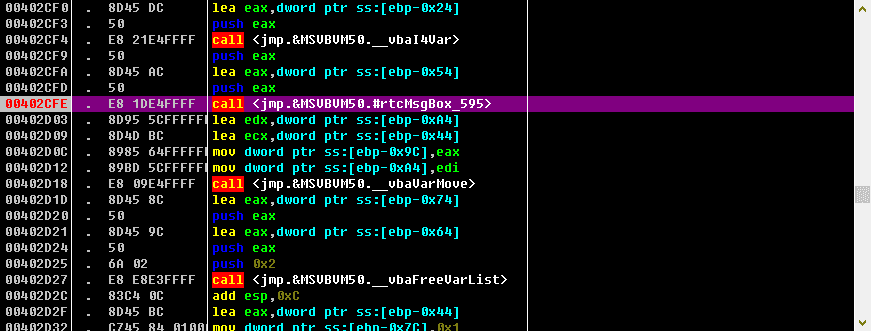 00402CF0 . 8D45 DC lea eax,dword ptr ss:[ebp-0x24]
00402CF3 . 50 push eax
00402CF4 . E8 21E4FFFF call <jmp.&MSVBVM50.__vbaI4Var>
00402CF9 . 50 push eax
00402CFA . 8D45 AC lea eax,dword ptr ss:[ebp-0x54]
00402CFD . 50 push eax
00402CFE . E8 1DE4FFFF call <jmp.&MSVBVM50.#rtcMsgBox_595>
00402D03 . 8D95 5CFFFFFF lea edx,dword ptr ss:[ebp-0xA4]
00402D09 . 8D4D BC lea ecx,dword ptr ss:[ebp-0x44]
00402D0C . 8985 64FFFFFF mov dword ptr ss:[ebp-0x9C],eax
00402D12 . 89BD 5CFFFFFF mov dword ptr ss:[ebp-0xA4],edi
00402D18 . E8 09E4FFFF call <jmp.&MSVBVM50.__vbaVarMove>
00402D1D . 8D45 8C lea eax,dword ptr ss:[ebp-0x74]
00402D20 . 50 push eax
00402D21 . 8D45 9C lea eax,dword ptr ss:[ebp-0x64]
00402D24 . 50 push eax
00402D25 . 6A 02 push 0x2
00402D27 . E8 E8E3FFFF call <jmp.&MSVBVM50.__vbaFreeVarList>
00402D2C . 83C4 0C add esp,0xC
00402D2F . 8D45 BC lea eax,dword ptr ss:[ebp-0x44]
00402D32 . C745 84 01000 mov dword ptr ss:[ebp-0x7C],0x1